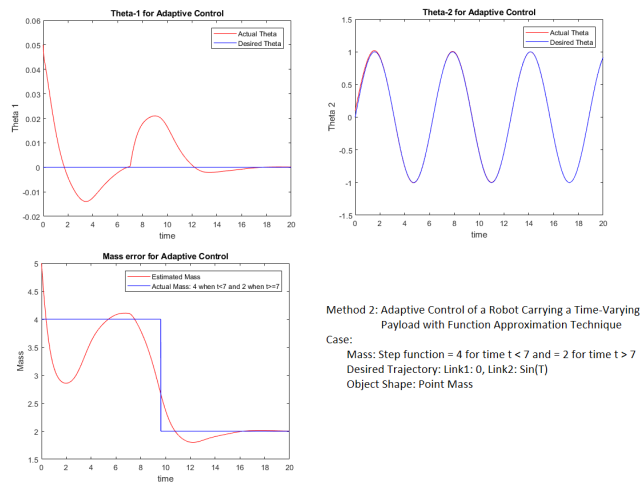 Theta-1 for Adaptive Control
0.06
0.05
0.04
0.03
0.02
0.01
0
-0.01
-0.02
Theta 1
Actual Theta
Desired Theta
0 2 4 6 8 10 12 14 16 18 20
time
Theta-2 for Adaptive Control
1.5
1
0.5
0
-0.5
-1
-1.5
Theta 2
Actual Theta
Desired Theta
0 2 4 6 8 10 12 14 16 18 20
time
Mass error for Adaptive Control
5
4.5
4
3.5
3
2.5
2
1.5
Mass
Estimated Mass
Actual Mass: 4 when t<7 and 2 when t>=7
0 2 4 6 8 10 12 14 16 18 20
time
Method 2: Adaptive Control of a Robot Carrying a Time-Varying
Payload with Function Approximation Technique
Case:
Mass: Step function = 4 for time t < 7 and = 2 for time t > 7
Desired Trajectory: Link1: 0, Link2: Sin(T)
Object Shape: Point Mass